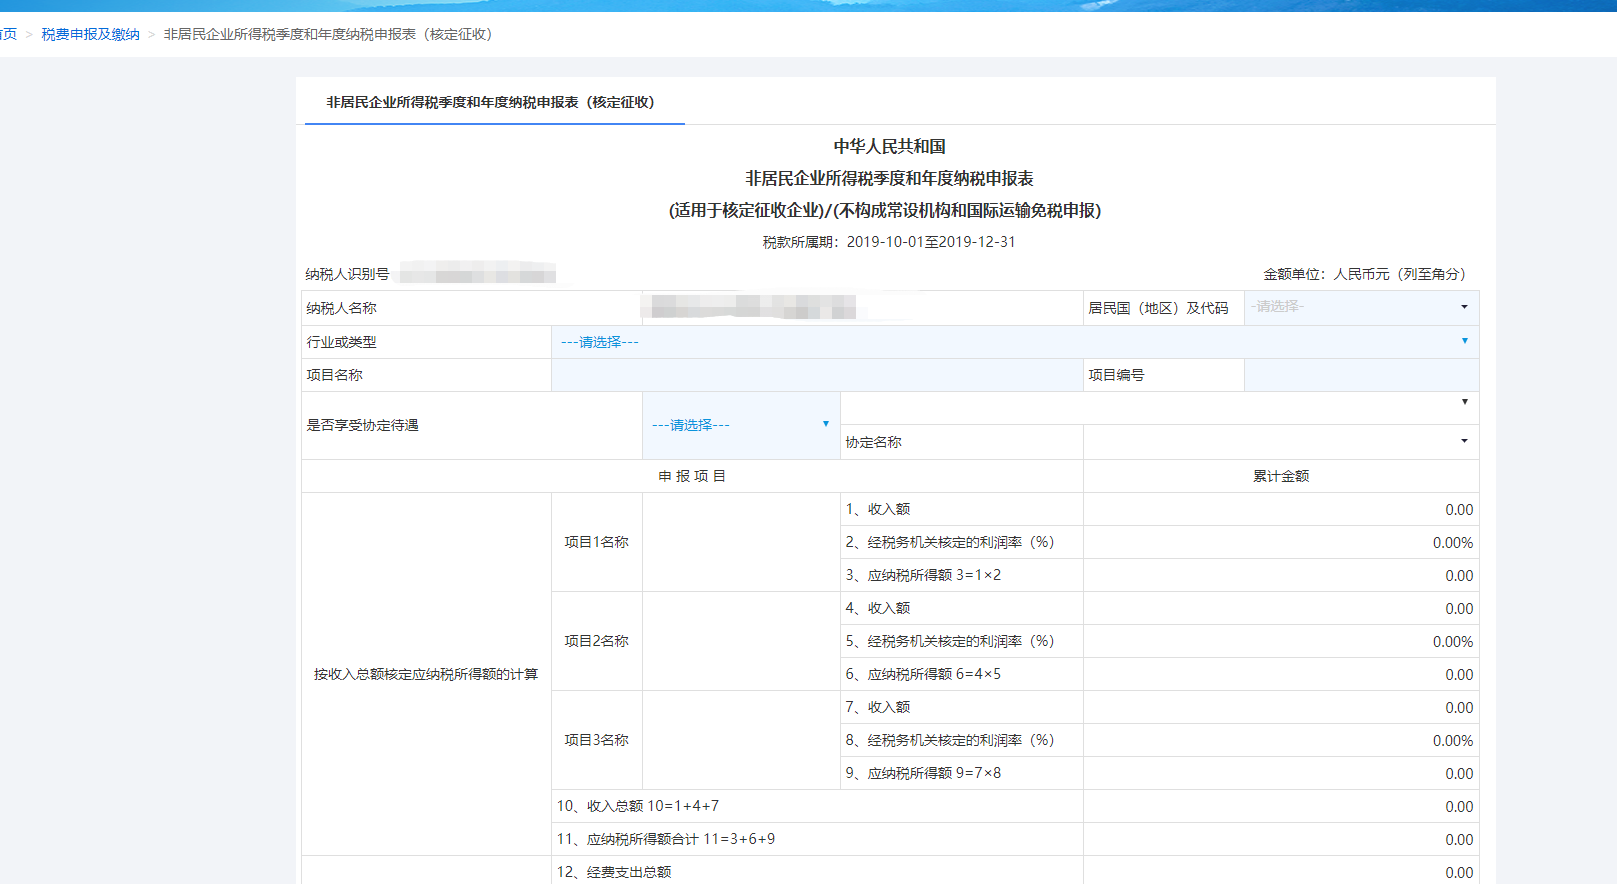 页 > 税费申报及缴纳 > 非居民企业所得税季度和年度纳税申报表（核定征收）
非居民企业所得税季度和年度纳税申报表（核定征收）
中华人民共和国
非居民企业所得税季度和年度纳税申报表
(适用于核定征收企业)/(不构成常设机构和国际运输免税申报)
税款所属期：2019-10-01至2019-12-31
纳税人识别号 金额单位：人民币元（列至角分）
纳税人名称 居民国（地区）及代码 -请选择-
行业或类型 ---请选择---
项目名称 项目编号
是否享受协定待遇 ---请选择---
协定名称
申 报 项 目 累计金额
按收入总额核定应纳税所得额的计算
项目1名称
1、收入额 0.00
2、经税务机关核定的利润率（%） 0.00%
3、应纳税所得额 3=1×2 0.00
项目2名称
4、收入额 0.00
5、经税务机关核定的利润率（%） 0.00%
6、应纳税所得额 6=4×5 0.00
项目3名称
7、收入额 0.00
8、经税务机关核定的利润率（%） 0.00%
9、应纳税所得额 9=7×8 0.00
10、收入总额 10=1+4+7 0.00
11、应纳税所得额合计 11=3+6+9 0.00
12、经费支出总额 0.00